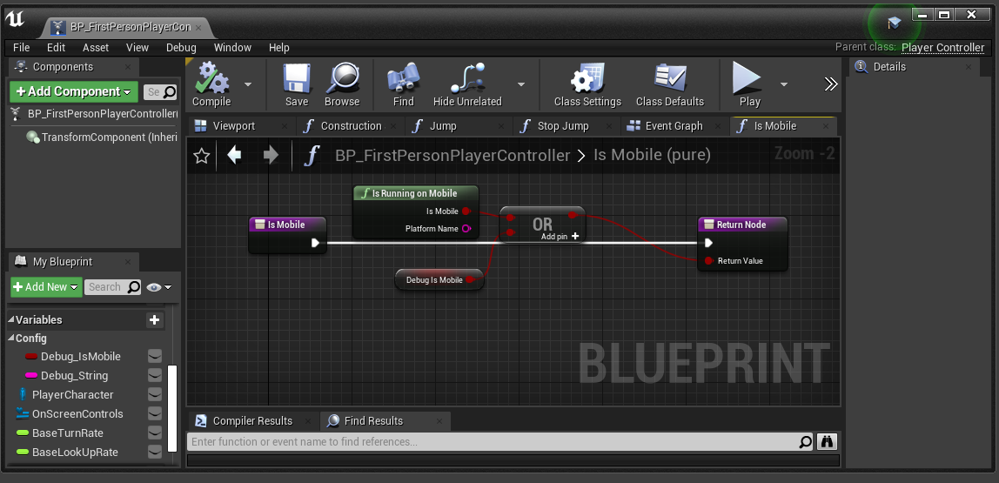 BP_FirstPersonPlayerCon
File Edit Asset View Debug Window Help
Parent class: Player Controller
Components
Add Component
Se
BP_FirstPersonPlayerController(
TransformComponent (Inheri
Compile
Save
Browse
Find
Hide Unrelated
Class Settings
Class Defaults
Play
Details
Viewport
Construction
Jump
Stop Jump
Event Graph
Is Mobile
BP_FirstPersonPlayerController > Is Mobile (pure)
Zoom -2
Is Running on Mobile
Is Mobile
Platform Name
Is Mobile
OR
Add pin +
Return Node
Return Value
Debug Is Mobile
BLUEPRINT
My Blueprint
Add New
Search
Variables
Config
Debug_IsMobile
Debug_String
PlayerCharacter
OnScreenControls
BaseTurnRate
BaseLookUpRate
Compiler Results
Find Results
Enter function or event name to find references...